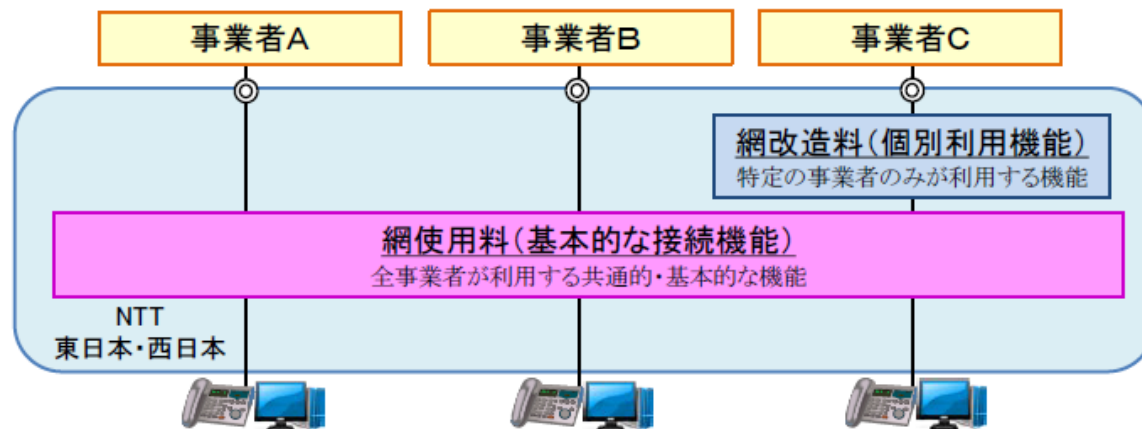 事業者A
事業者B
事業者C
網改造料(個別利用機能)
特定の事業者のみが利用する機能
網使用料(基本的な接続機能)
全事業者が利用する共通的・基本的な機能
NTT
東日本・西日本